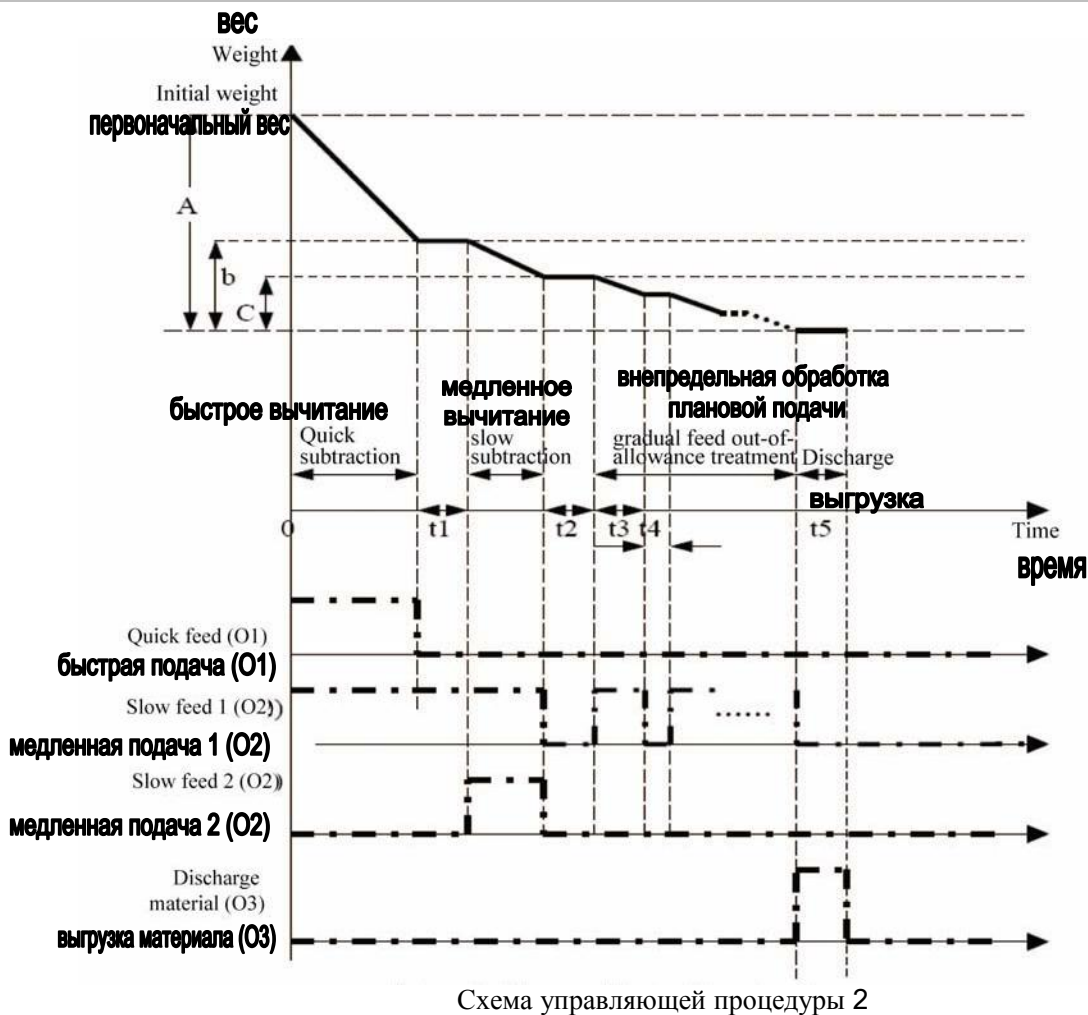 вес
Weight
Initial weight
первоначальный вес
A
b
C
быстрое вычитание
медленное
вычитание
внепредельная обработка
плановой подачи
Quick
subtraction
slow
subtraction
gradual feed out-of-
allowance treatment
Discharge
выгрузка
0
t1
t2
t3
t4
t5
Time
время
Quick feed (O1)
быстрая подача (O1)
Slow feed 1 (O2))
медленная подача 1 (O2)
Slow feed 2 (O2))
медленная подача 2 (O2)
Discharge
material (O3)
выгрузка материала (O3)
Схема управляющей процедуры 2